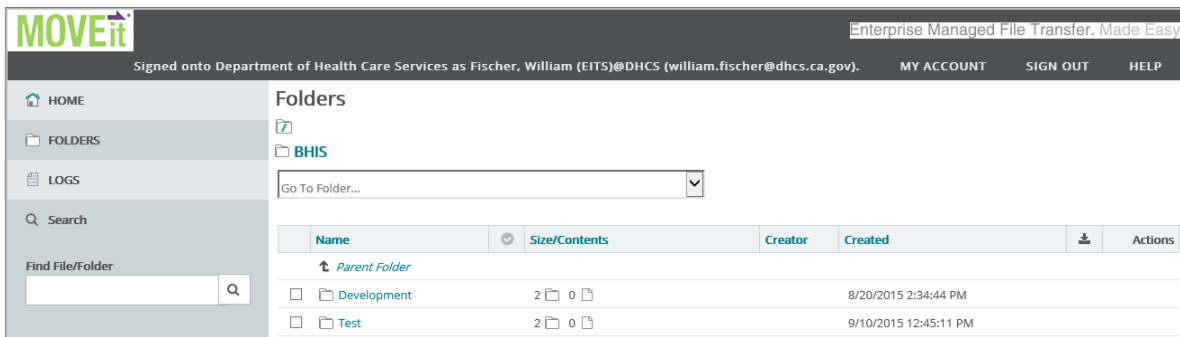 MOVEit
Enterprise Managed File Transfer. Made Easy
Signed onto Department of Health Care Services as Fischer, William (EITS)@DHCS (william.fischer@dhcs.ca.gov). MY ACCOUNT SIGN OUT HELP
HOME
FOLDERS
LOGS
Search
Find File/Folder
Folders
/
BHIS
Go To Folder...
Name Size/Contents Creator Created Actions
Parent Folder
Development 2 0 8/20/2015 2:34:44 PM
Test 2 0 9/10/2015 12:45:11 PM